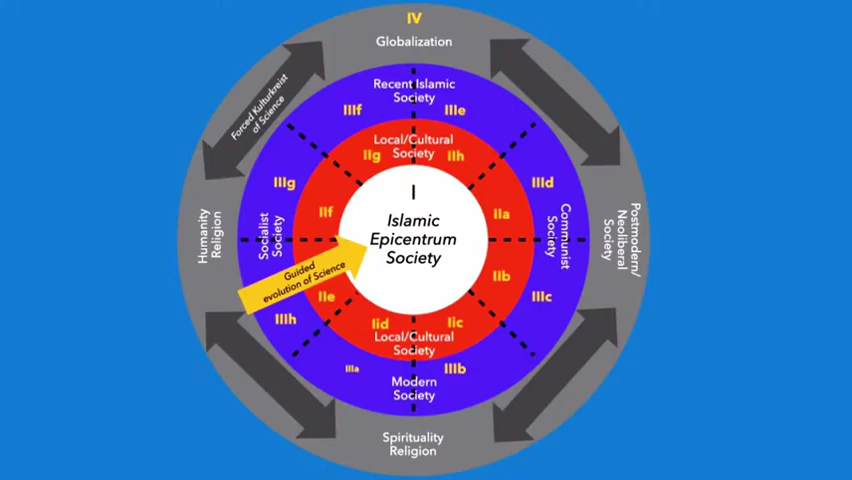 IV
Globalization
Forced Kulturkreist
of Science
Recent Islamic
Society
IIIf
IIIe
Local/Cultural
Society
IIg
IIh
IIIg
IIId
I
Islamic
Epicentrum
Society
IIf
IIa
Humanity
Religion
Socialist
Society
Communist
Society
Postmodern/
Neoliberal
Society
Guided
evolution of Science
IIe
IIb
IIIh
IIIc
Iid
Iic
Local/Cultural
Society
IIIa
IIIb
Modern
Society
Spirituality
Religion